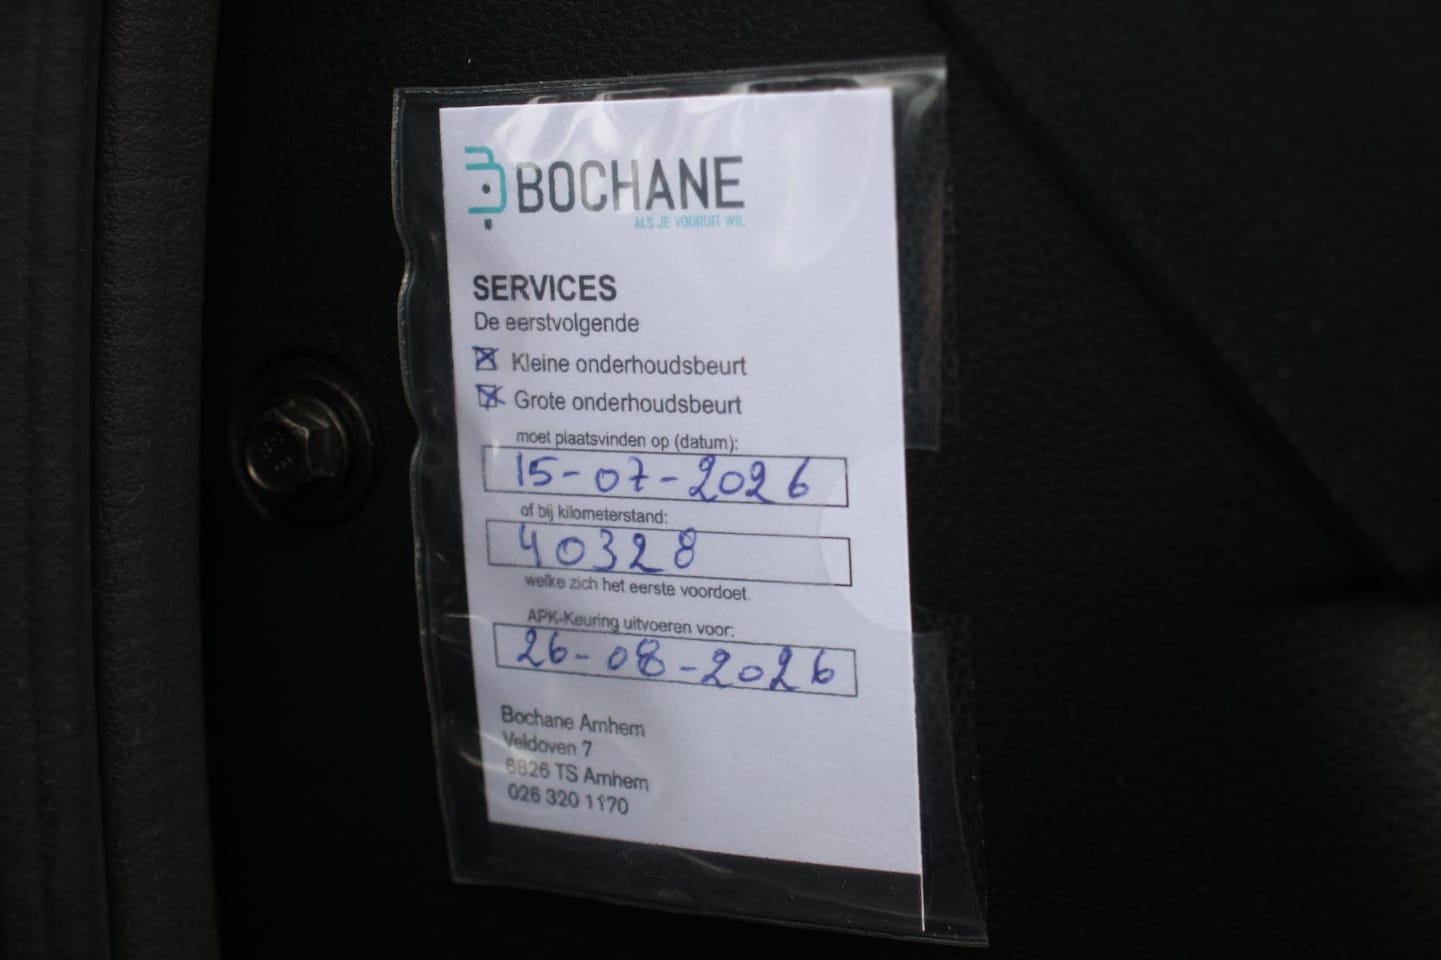 BOCHANE
ALS JE VOORUIT WIL
SERVICES
De eerstvolgende
Kleine onderhoudsbeurt
Grote onderhoudsbeurt
moet plaatsvinden op (datum):
15-07-2026
of bij kilometerstand:
40328
welke zich het eerste voordoet.
APK-Keuring uitvoeren voor:
26-08-2026
Bochane Arnhem
Veldoven 7
6826 TS Arnhem
026 320 1170